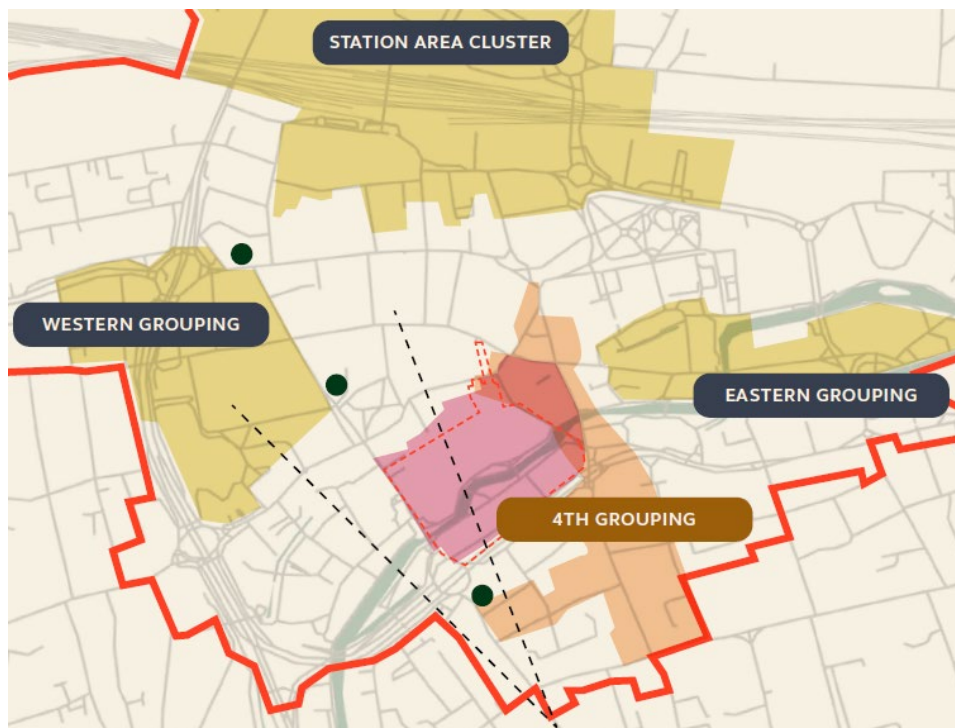 STATION AREA CLUSTER
WESTERN GROUPING
EASTERN GROUPING
4TH GROUPING